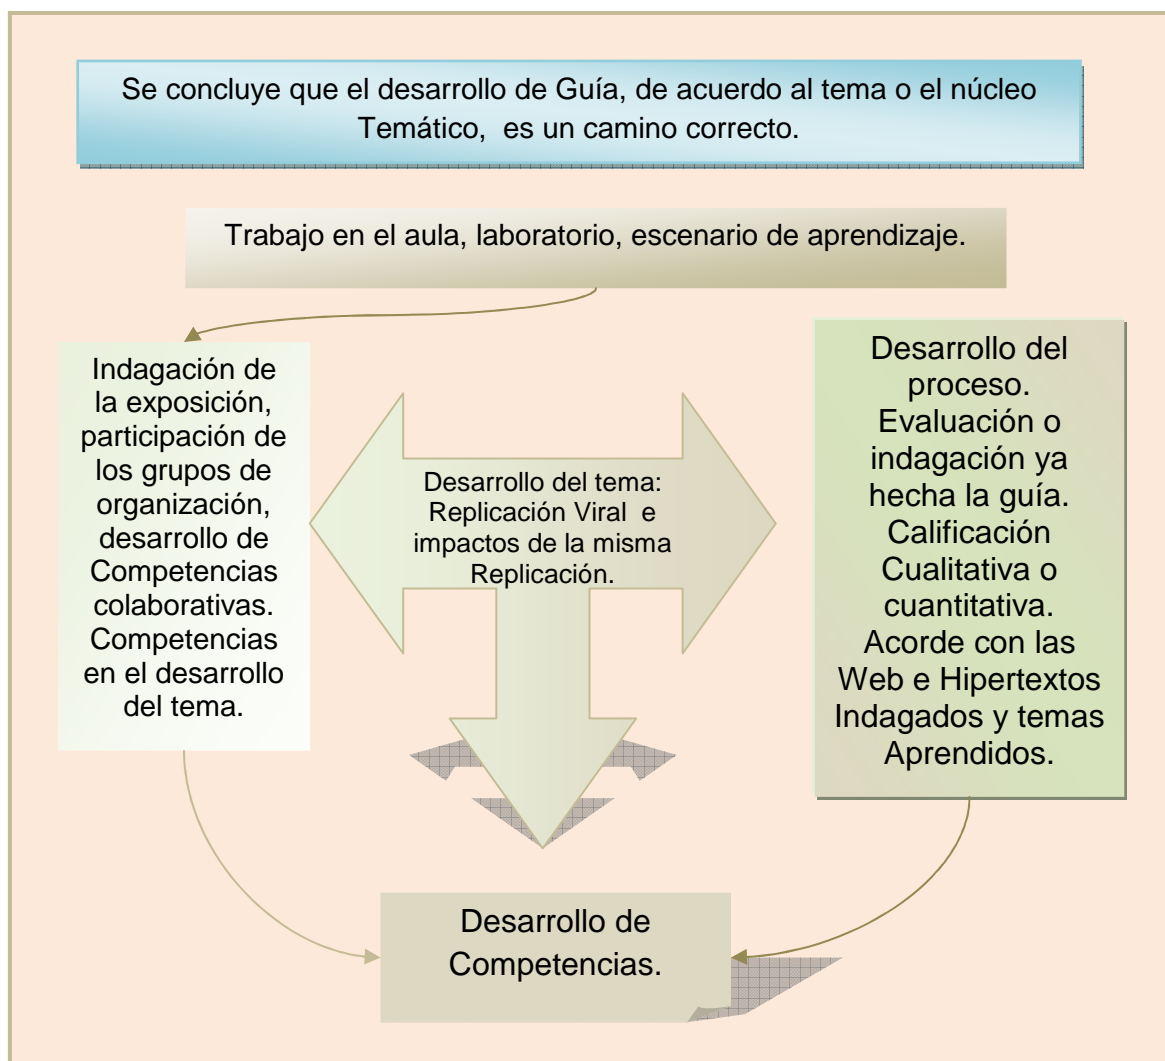 Se concluye que el desarrollo de Guía, de acuerdo al tema o el núcleo
Temático, es un camino correcto.
Trabajo en el aula, laboratorio, escenario de aprendizaje.
Indagación de
la exposición,
participación de
los grupos de
organización,
desarrollo de
Competencias
colaborativas.
Competencias
en el desarrollo
del tema.
Desarrollo del tema:
Replicación Viral e
impactos de la misma
Replicación.
Desarrollo del
proceso.
Evaluación o
indagación ya
hecha la guía.
Calificación
Cualitativa o
cuantitativa.
Acorde con las
Web e Hipertextos
Indagados y temas
Aprendidos.
Desarrollo de
Competencias.